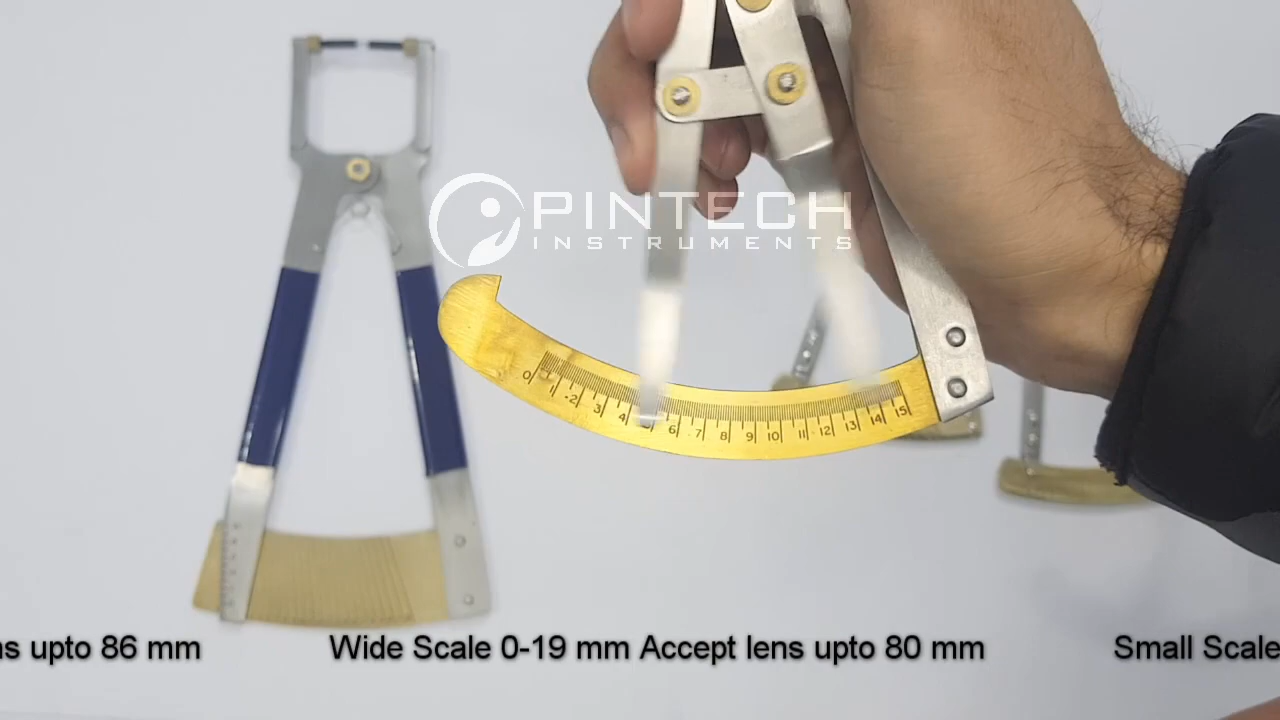 PINTECH
INSTRUMENTS
0 1 2 3 4 6 7 8 9 10 11 12 13 14 15
ns upto 86 mm
Wide Scale 0-19 mm Accept lens upto 80 mm
Small Scale